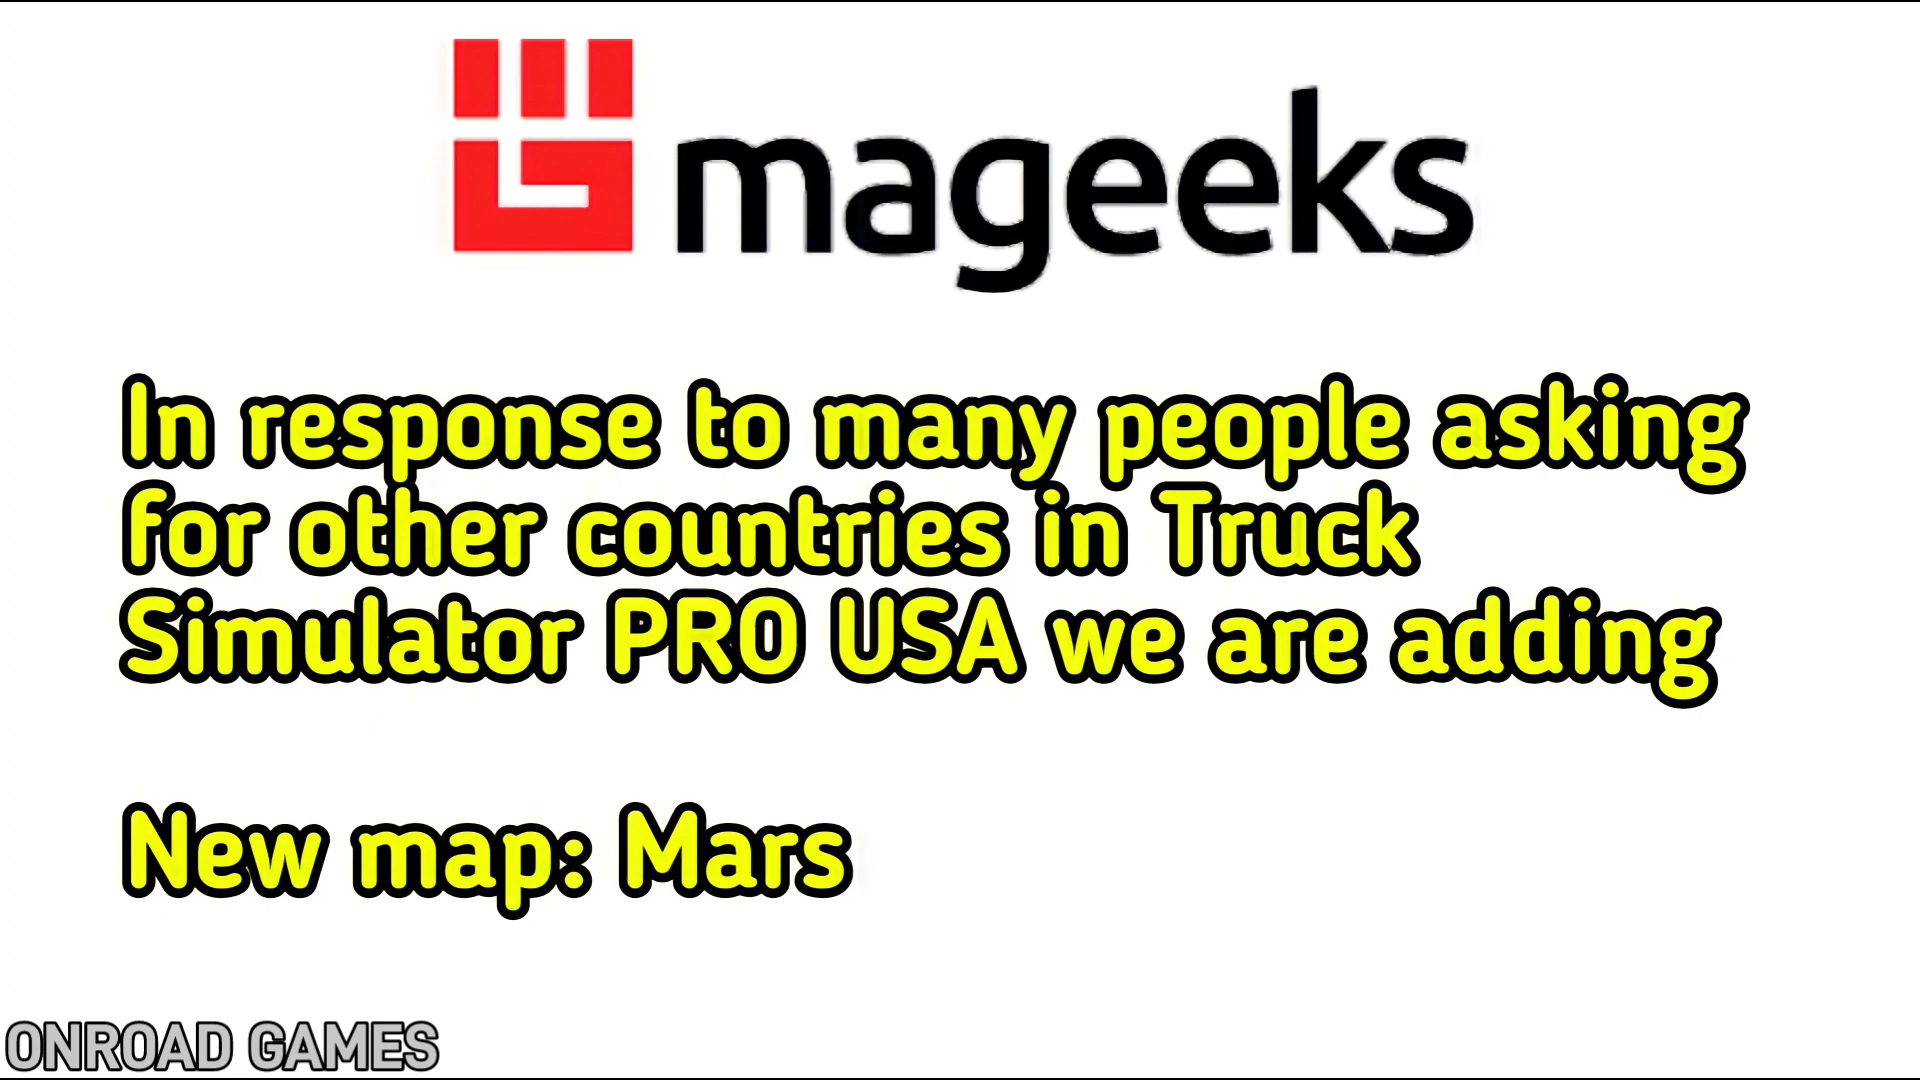 mageeks
In response to many people asking
for other countries in Truck
Simulator PRO USA we are adding
New map: Mars
ONROAD GAMES